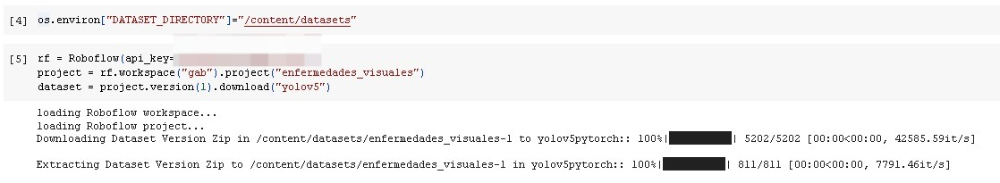 [4] os.environ["DATASET_DIRECTORY"]="/content/datasets"
[5] rf = Roboflow(api_key=
project = rf.workspace("gab").project("enfermedades_visuales")
dataset = project.version(1).download("yolov5")
loading Roboflow workspace...
loading Roboflow project...
Downloading Dataset Version Zip in /content/datasets/enfermedades_visuales-1 to yolov5pytorch:: 100%| | 5202/5202 [00:00<00:00, 42585.59it/s]
Extracting Dataset Version Zip to /content/datasets/enfermedades_visuales-1 in yolov5pytorch:: 100%| | 811/811 [00:00<00:00, 7791.46it/s]